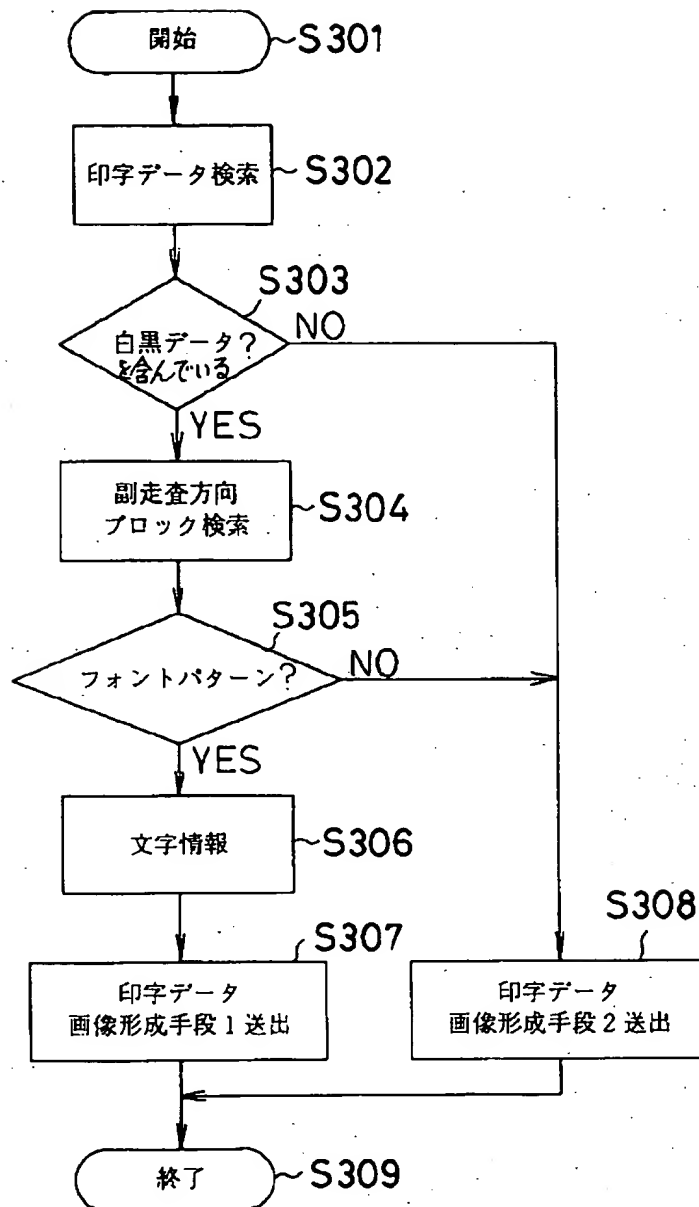 開始
S301
印字データ検索
S302
S303
白黒データ?
を含んでいる
NO
YES
副走査方向
ブロック検索
S304
S305
フォントパターン?
NO
YES
文字情報
S306
S307
印字データ
画像形成手段1送出
S308
印字データ
画像形成手段2送出
終了
S309